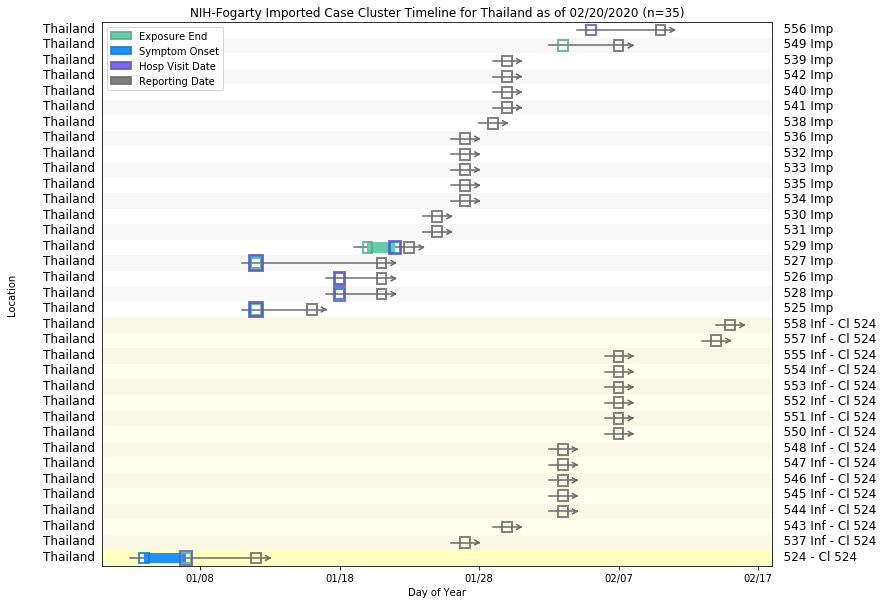 NIH-Fogarty Imported Case Cluster Timeline for Thailand as of 02/20/2020 (n=35)
Exposure End
Symptom Onset
Hosp Visit Date
Reporting Date
Location
Thailand 556 Imp
Thailand 549 Imp
Thailand 539 Imp
Thailand 542 Imp
Thailand 540 Imp
Thailand 541 Imp
Thailand 538 Imp
Thailand 536 Imp
Thailand 532 Imp
Thailand 533 Imp
Thailand 535 Imp
Thailand 534 Imp
Thailand 530 Imp
Thailand 531 Imp
Thailand 529 Imp
Thailand 527 Imp
Thailand 526 Imp
Thailand 528 Imp
Thailand 525 Imp
Thailand 558 Inf - Cl 524
Thailand 557 Inf - Cl 524
Thailand 555 Inf - Cl 524
Thailand 554 Inf - Cl 524
Thailand 553 Inf - Cl 524
Thailand 552 Inf - Cl 524
Thailand 551 Inf - Cl 524
Thailand 550 Inf - Cl 524
Thailand 548 Inf - Cl 524
Thailand 547 Inf - Cl 524
Thailand 546 Inf - Cl 524
Thailand 545 Inf - Cl 524
Thailand 544 Inf - Cl 524
Thailand 543 Inf - Cl 524
Thailand 537 Inf - Cl 524
Thailand 524 - Cl 524
01/08 01/18 01/28 02/07 02/17
Day of Year